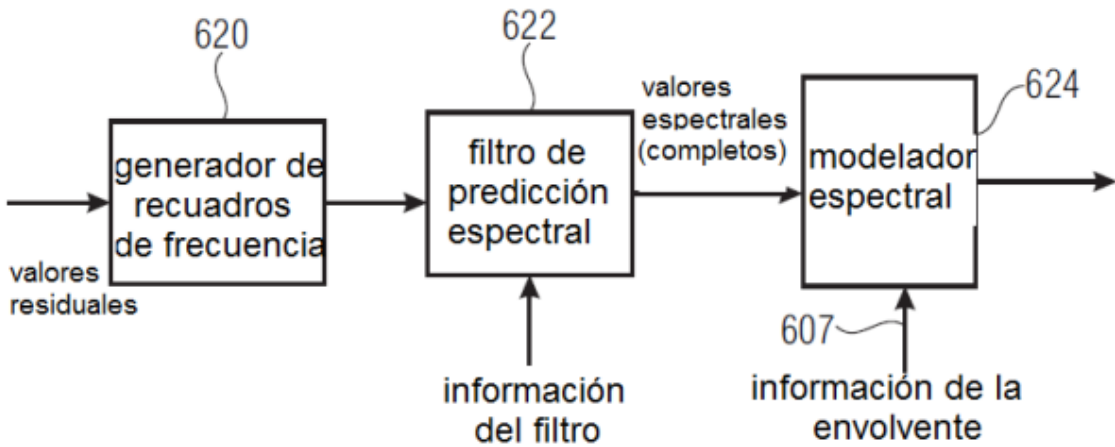 620
622
624
generador de
recuadros
de frecuencia
valores
residuales
filtro de
predicción
espectral
información
del filtro
valores
espectrales
(completos)
modelador
espectral
607
información de la
envolvente